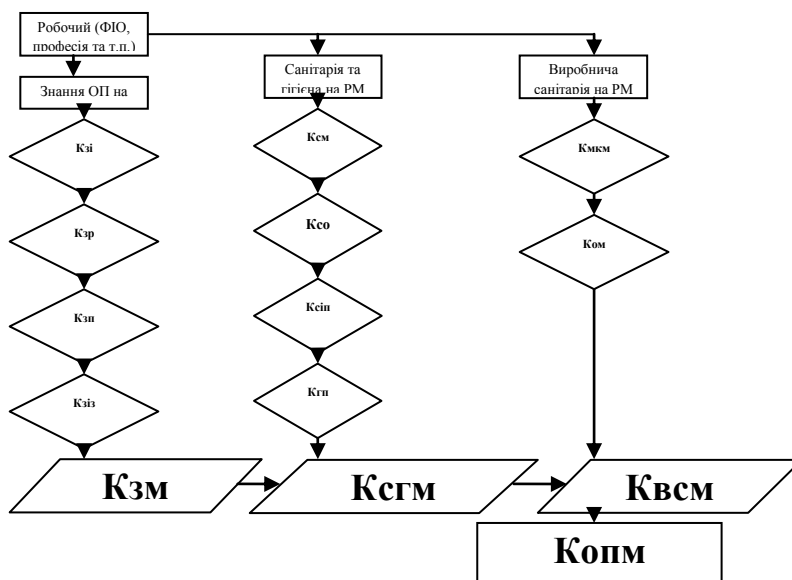 Робочий (ФІО,
професія та т.п.)
Знання ОП на
Кзі
Кзр
Кзп
Кзіз
Кзм
Санітарія та
гігієна на РМ
Ксм
Ксо
Ксіп
Кгп
Ксгм
Виробнича
санітарія на РМ
Кмкм
Ком
Квсм
Копм